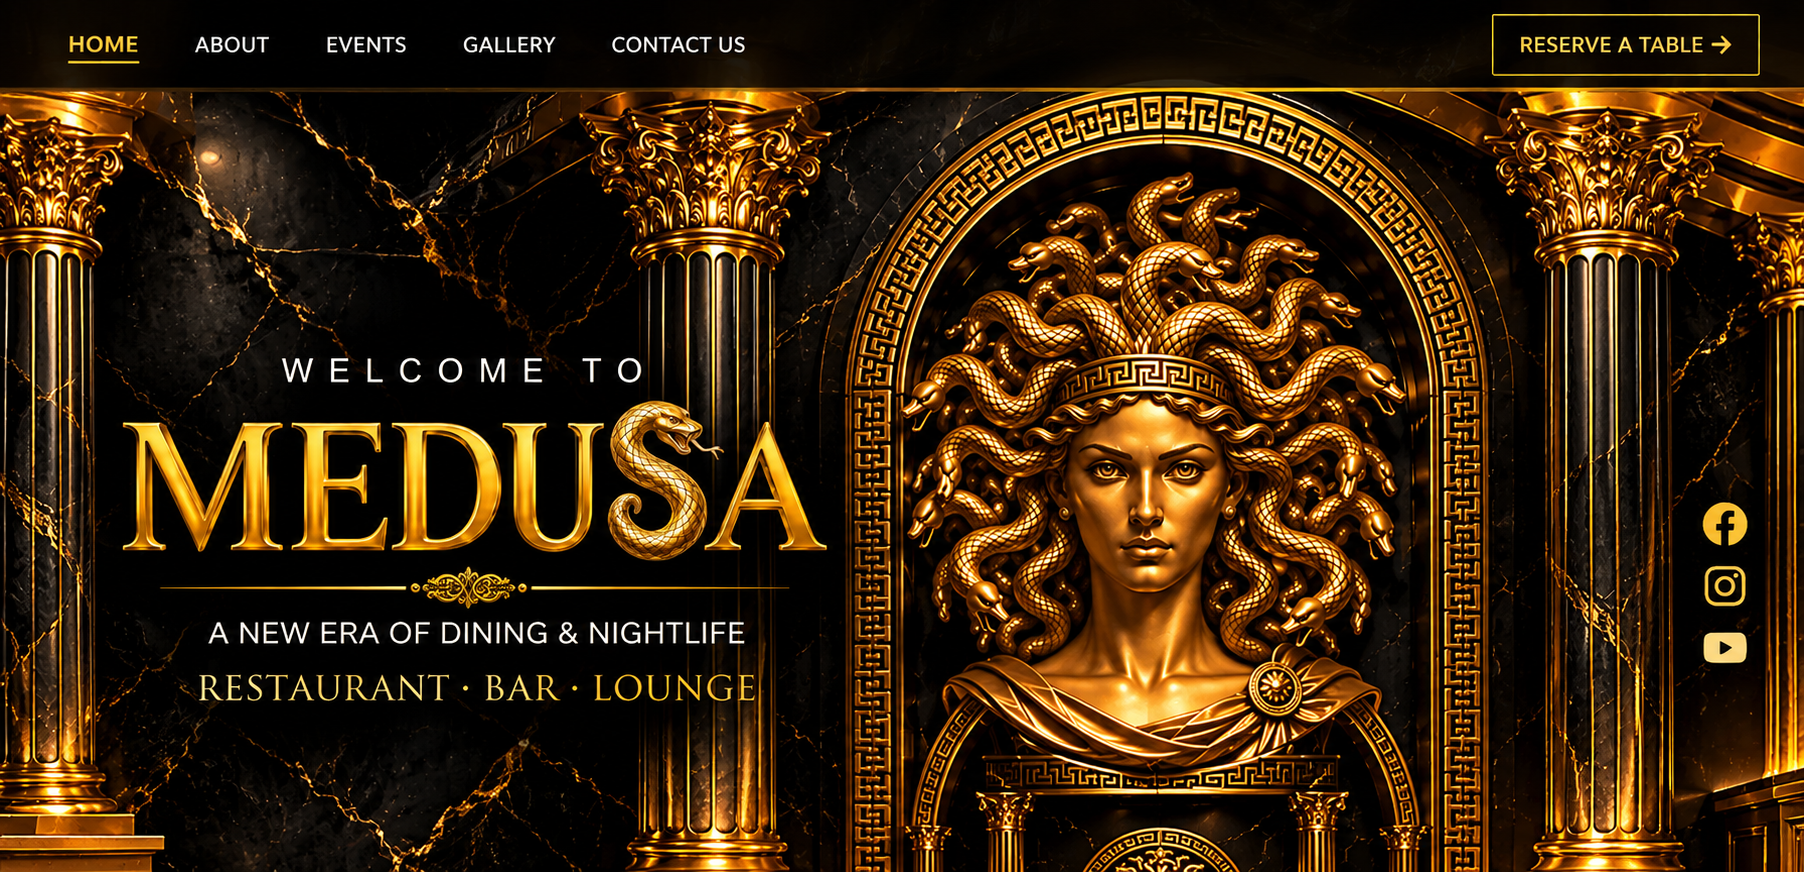 HOME ABOUT EVENTS GALLERY CONTACT US RESERVE A TABLE →
WELCOME TO
MEDUSA
A NEW ERA OF DINING & NIGHTLIFE
RESTAURANT · BAR · LOUNGE